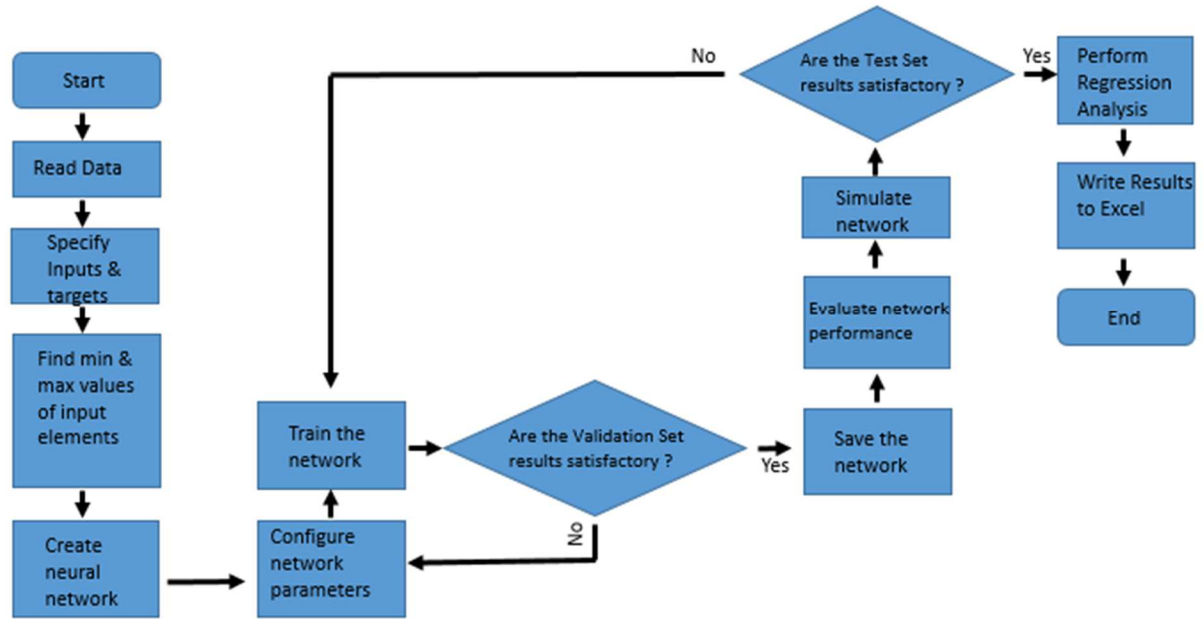 Start
Read Data
Specify
Inputs &
targets
Find min &
max values
of input
elements
Create
neural
network
Configure
network
parameters
Train the
network
Are the Validation Set
results satisfactory ?
No
Yes
Save the
network
Evaluate network
performance
Simulate
network
Are the Test Set
results satisfactory ?
No
Yes
Perform
Regression
Analysis
Write Results
to Excel
End